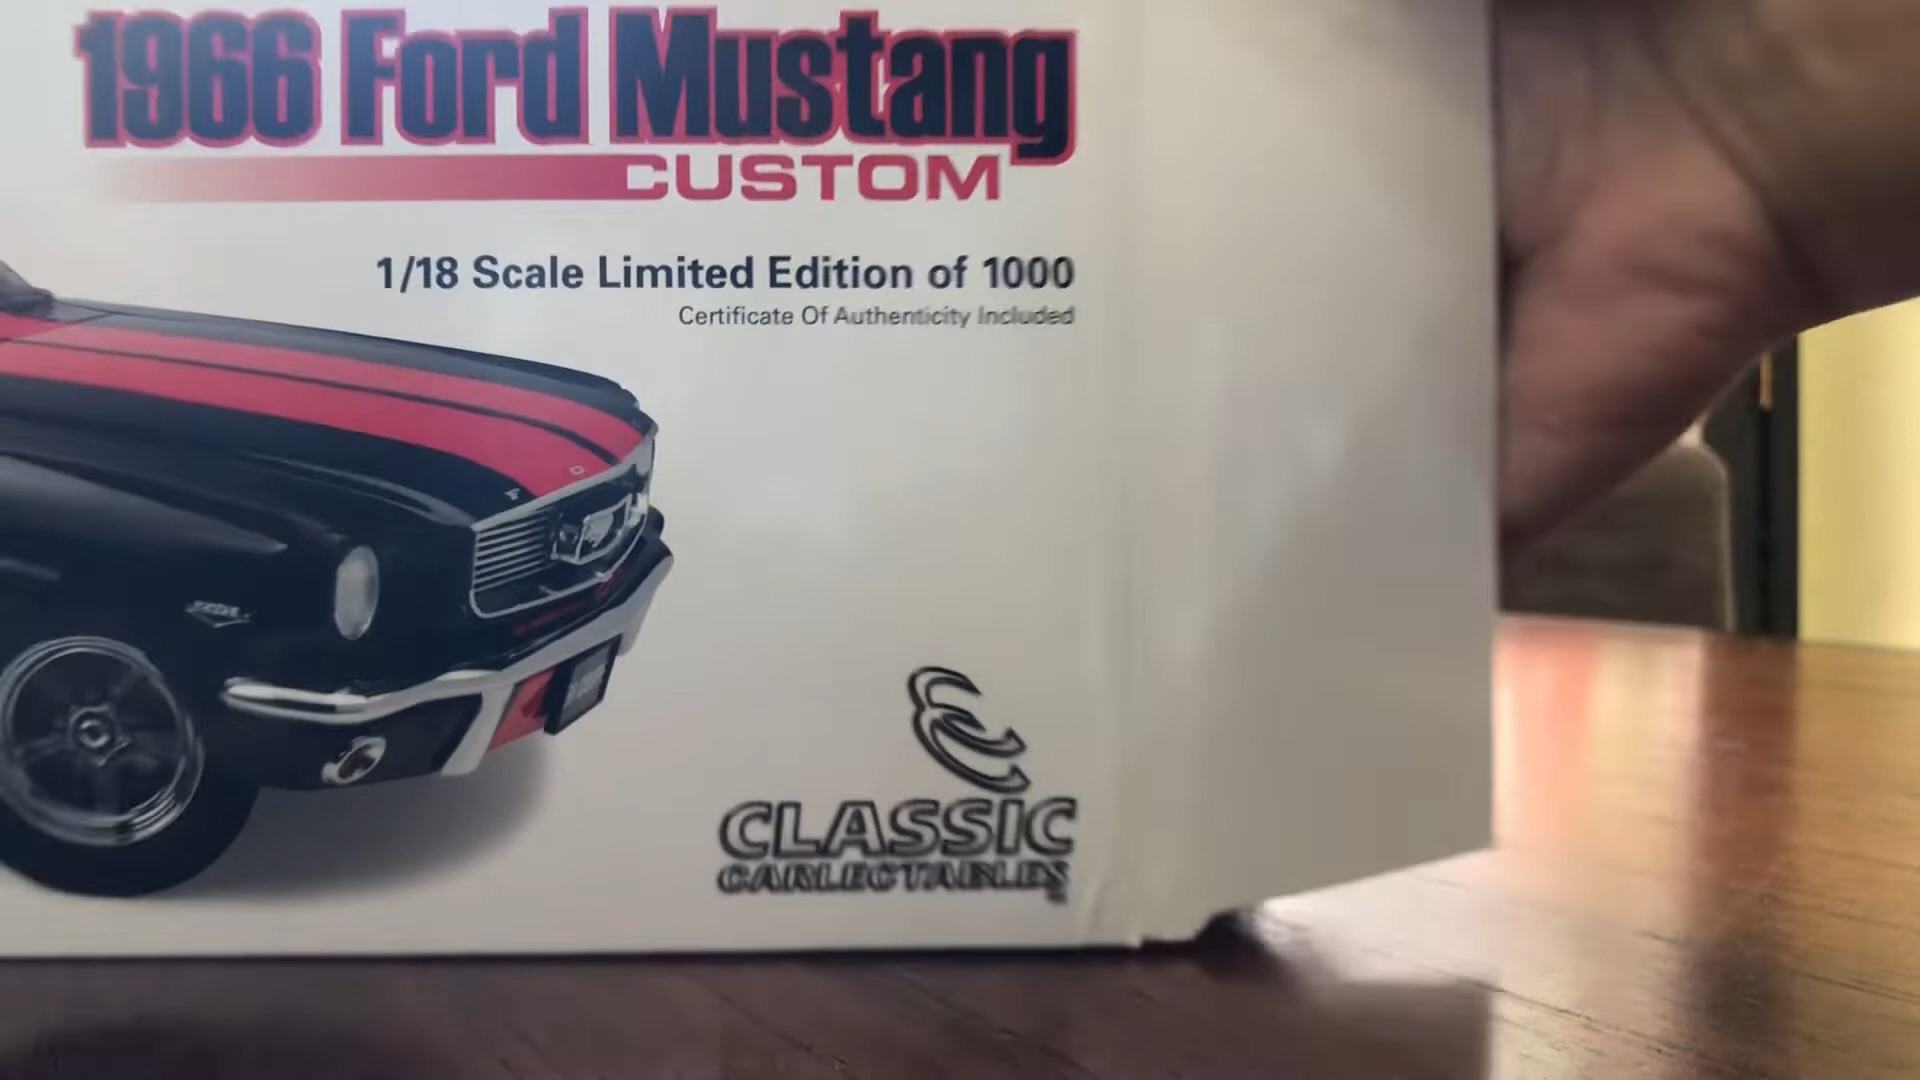 1966 Ford Mustang
CUSTOM
1/18 Scale Limited Edition of 1000
Certificate Of Authenticity Included
CLASSIC
CARLECTABLES